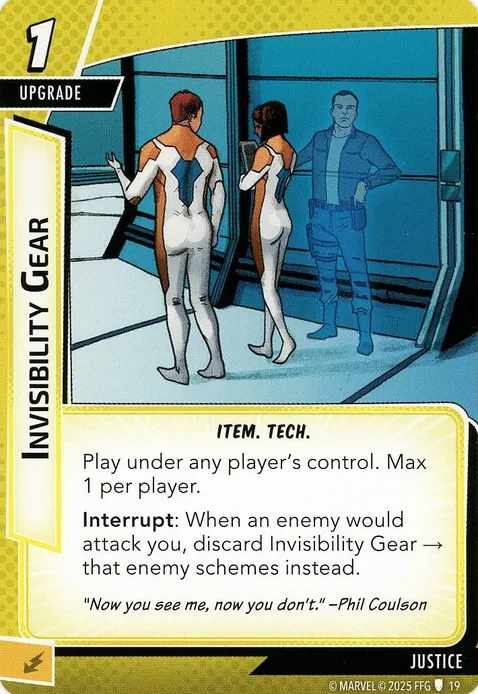 1
UPGRADE
INVISIBILITY GEAR
ITEM. TECH.
Play under any player's control. Max
1 per player.
Interrupt: When an enemy would
attack you, discard Invisibility Gear →
that enemy schemes instead.
"Now you see me, now you don't." –Phil Coulson
JUSTICE
© MARVEL © 2025 FFG 19